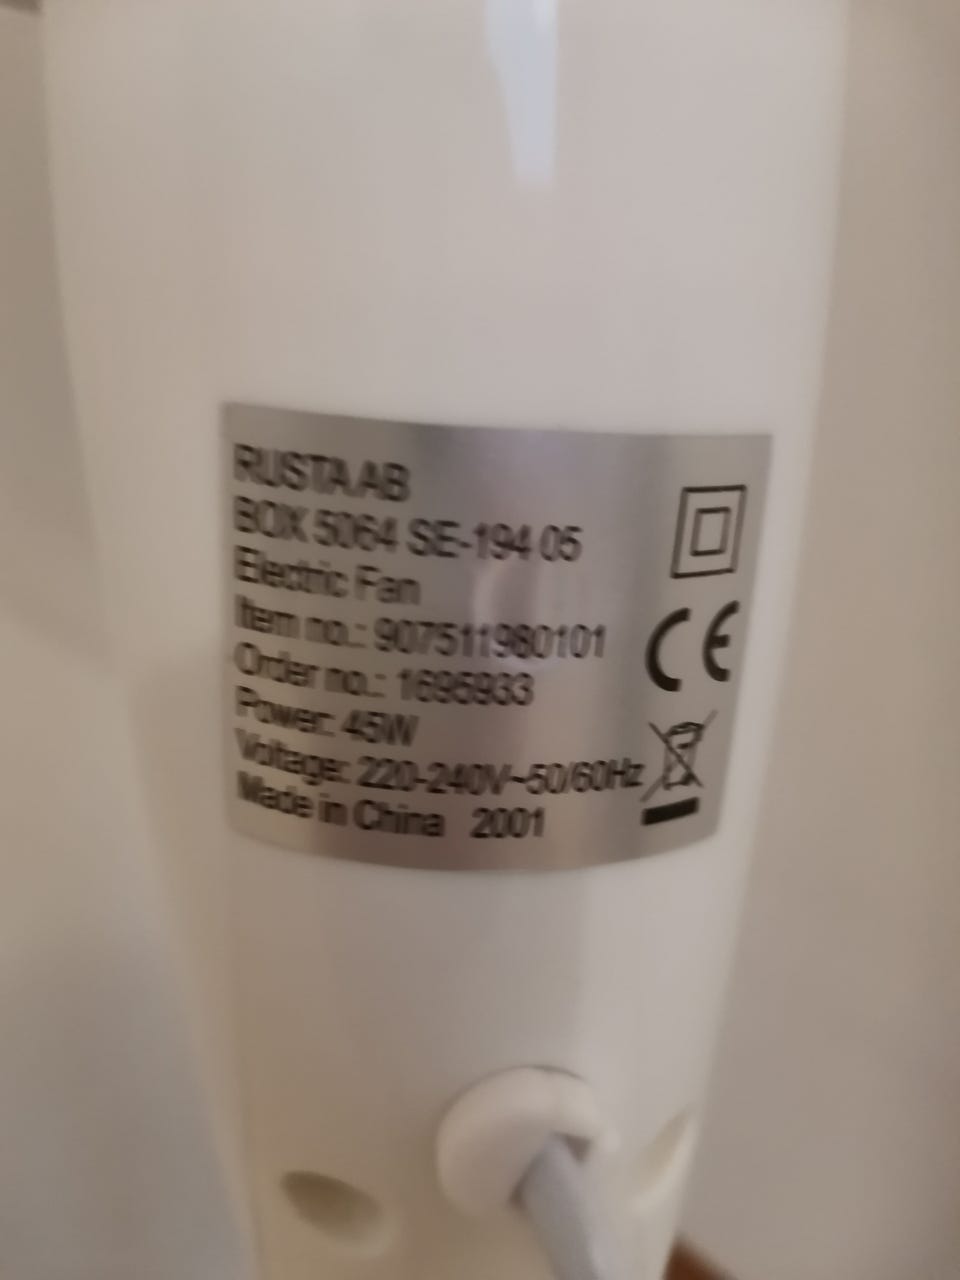 RUSTA AB
BOX 5064 SE-194 05
Electric Fan
Item no.: 907511980101
Order no.: 1695933
Power: 45W
Voltage: 220-240V~50/60Hz
Made in China 2001
CE